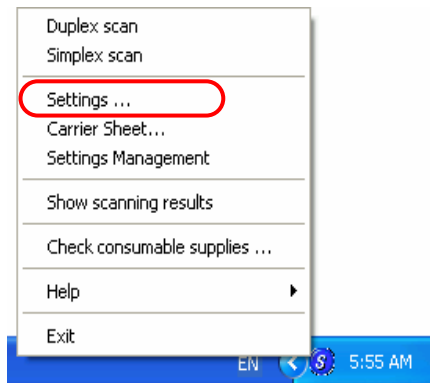 Duplex scan
Simplex scan
Settings ...
Carrier Sheet...
Settings Management
Show scanning results
Check consumable supplies ...
Help
Exit
EN S 5:55 AM